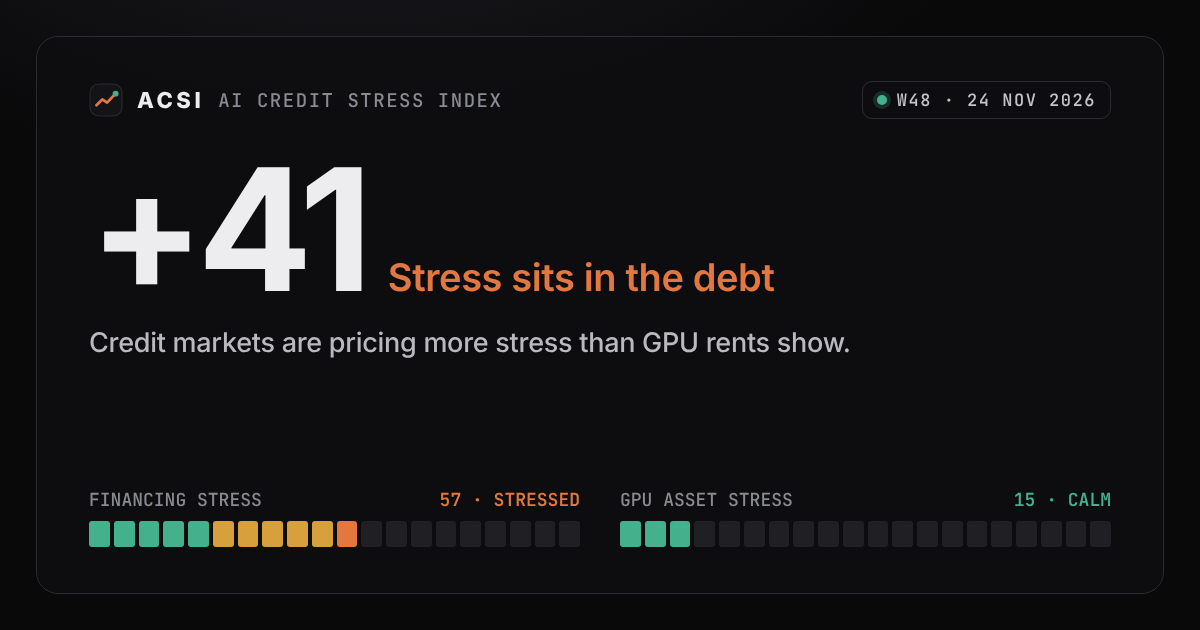 ACSI AI CREDIT STRESS INDEX
W48 · 24 NOV 2026
+41 Stress sits in the debt
Credit markets are pricing more stress than GPU rents show.
FINANCING STRESS 57 · STRESSED
GPU ASSET STRESS 15 · CALM